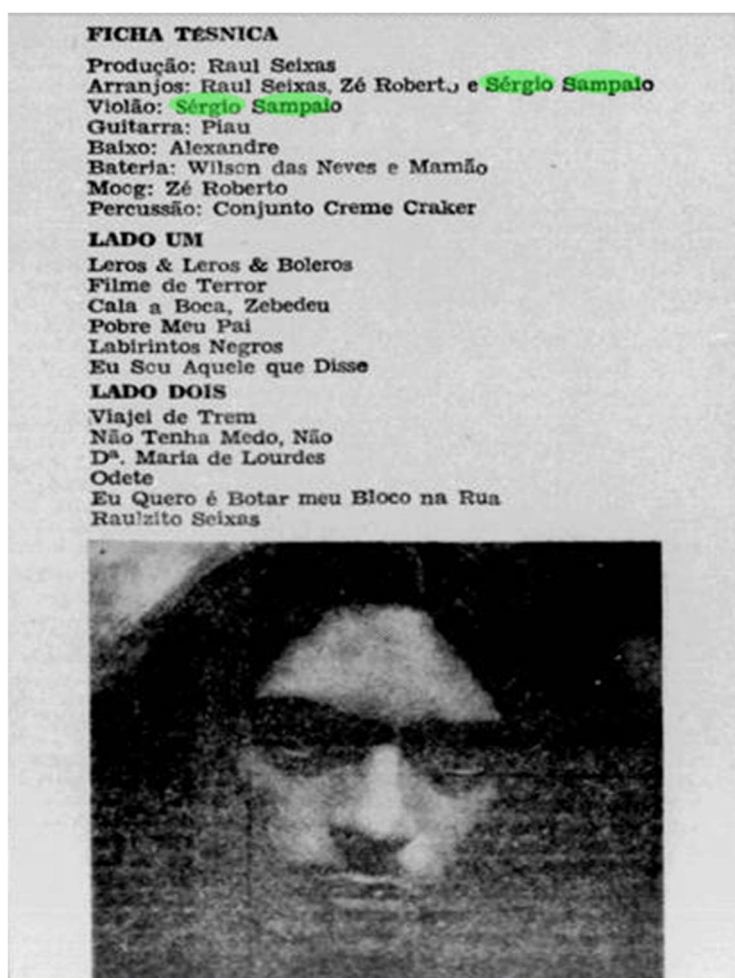 FICHA TÉSNICA
Produção: Raul Seixas
Arranjos: Raul Seixas, Zé Roberto e Sérgio Sampaio
Violão: Sérgio Sampaio
Guitarra: Piau
Baixo: Alexandre
Bateria: Wilson das Neves e Mamão
Moog: Zé Roberto
Percussão: Conjunto Creme Craker
LADO UM
Leros & Leros & Boleros
Filme de Terror
Cala a Boca, Zebedeu
Pobre Meu Pai
Labirintos Negros
Eu Sou Aquele que Disse
LADO DOIS
Viajei de Trem
Não Tenha Medo, Não
Dª. Maria de Lourdes
Odete
Eu Quero é Botar meu Bloco na Rua
Raulzito Seixas